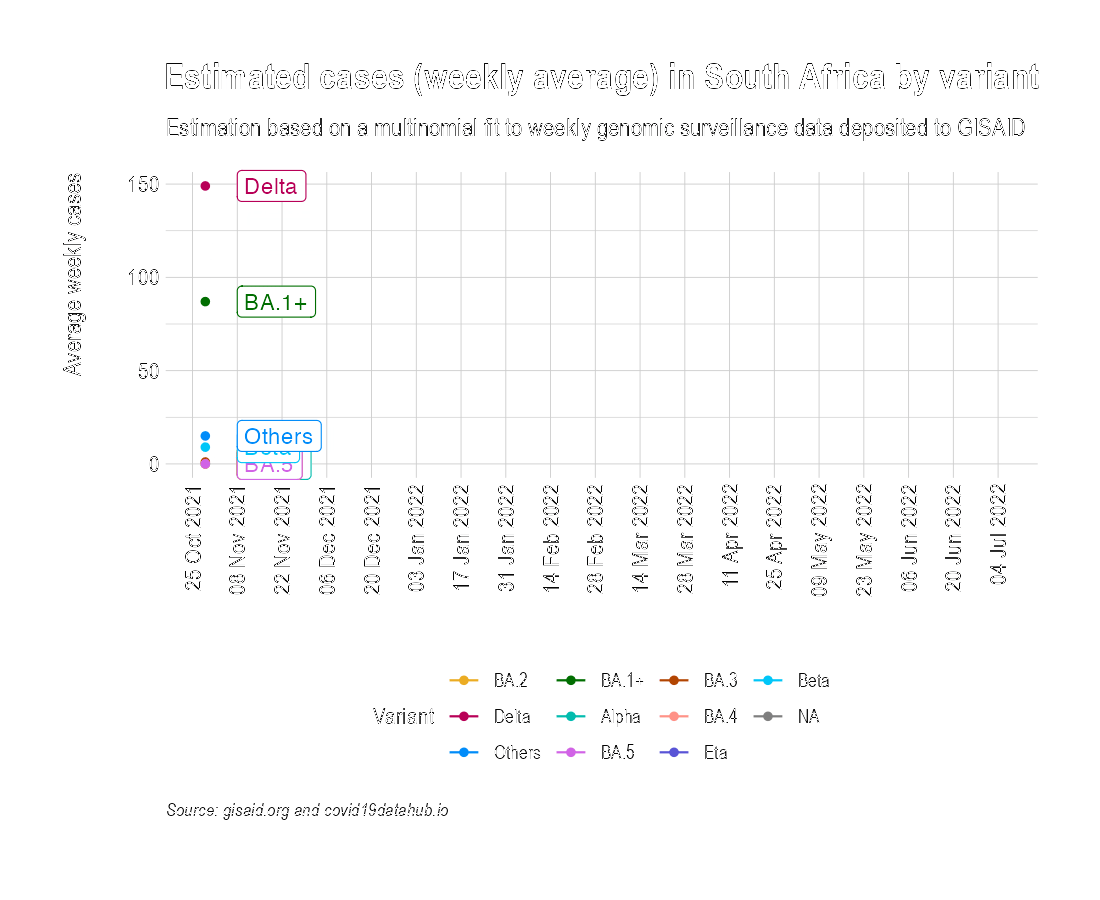 Estimated cases (weekly average) in South Africa by variant
Estimation based on a multinomial fit to weekly genomic surveillance data deposited to GISAID
Average weekly cases
150
100
50
0
Delta
BA.1+
Others
Beta
BA.5
25 Oct 2021
08 Nov 2021
22 Nov 2021
06 Dec 2021
20 Dec 2021
03 Jan 2022
17 Jan 2022
31 Jan 2022
14 Feb 2022
28 Feb 2022
14 Mar 2022
28 Mar 2022
11 Apr 2022
25 Apr 2022
09 May 2022
23 May 2022
06 Jun 2022
20 Jun 2022
04 Jul 2022
Variant
BA.2 BA.1+ BA.3 Beta
Delta Alpha BA.4 NA
Others BA.5 Eta
Source: gisaid.org and covid19datahub.io